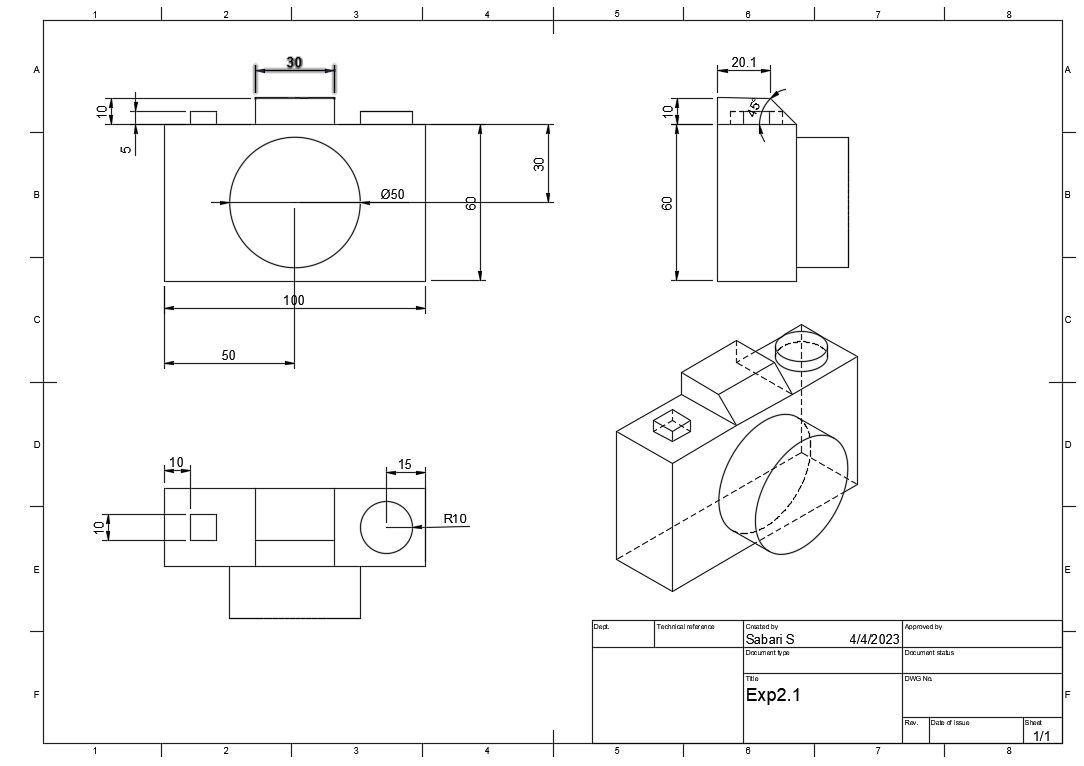 1 2 3 4 5 6 7 8
A A
30
20.1
10
5
10
45°
B B
30
Ø50
60
60
C C
100
50
D D
10
15
10
R10
E E
Dept. Technical reference Created by Approved by
Sabari S 4/4/2023
Document type Document status
Title DWG No.
Exp2.1
F F
Rev. Date of issue Sheet
1/1
1 2 3 4 5 6 7 8